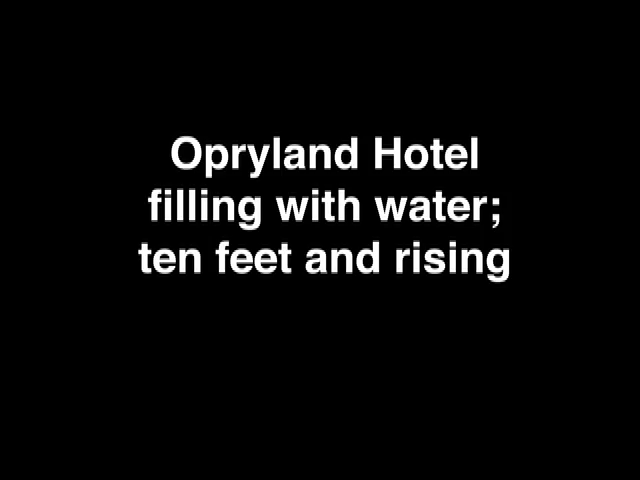 Opryland Hotel
filling with water;
ten feet and rising